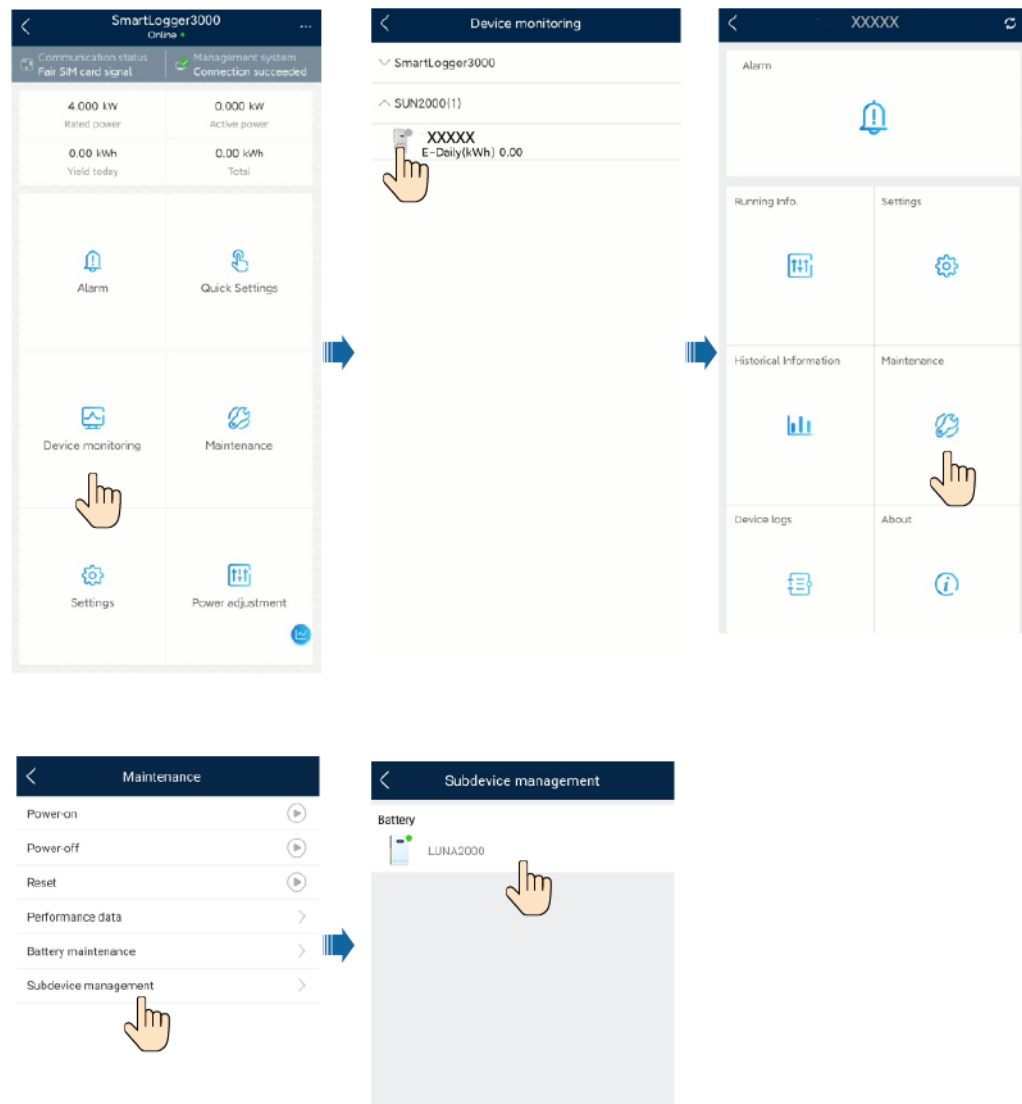 SmartLogger3000
Online
...
Communication status
Fair SIM card signal
Management system
Connection succeeded
4.000 kW
Rated power
0.000 kW
Active power
0.00 kWh
Yield today
0.00 kWh
Total
Alarm
Quick Settings
Device monitoring
Maintenance
Settings
Power adjustment
Device monitoring
SmartLogger3000
SUN2000(1)
XXXXX
E-Daily(kWh) 0.00
XXXXX
Alarm
Running Info.
Settings
Historical Information
Maintenance
Device logs
About
Maintenance
Power-on
Power-off
Reset
Performance data
Battery maintenance
Subdevice management
Subdevice management
Battery
LUNA2000